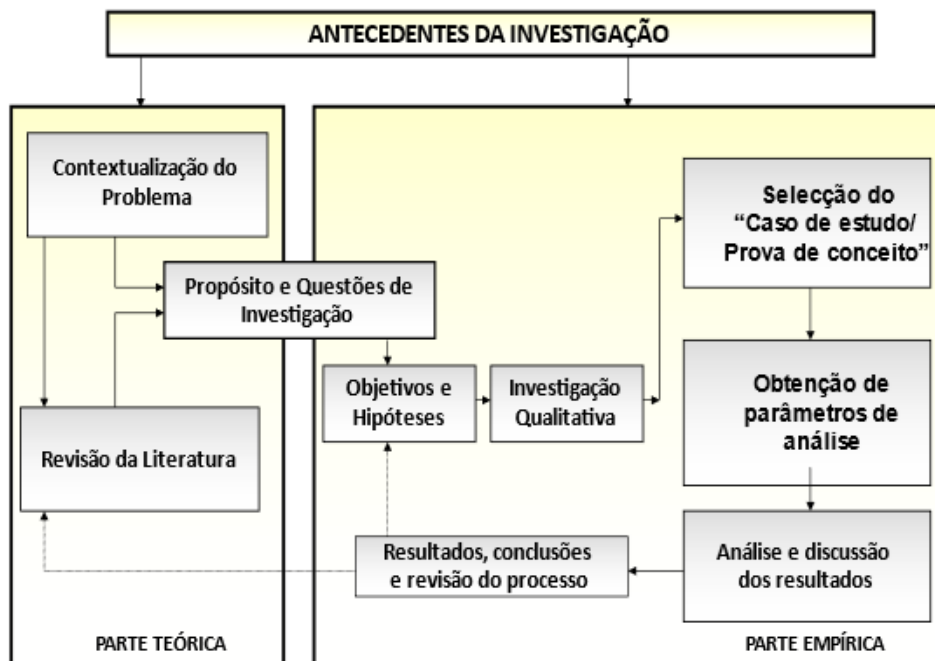 ANTECEDENTES DA INVESTIGAÇÃO
Contextualização do
Problema
Propósito e Questões de
Investigação
Revisão da Literatura
PARTE TEÓRICA
Objetivos e
Hipóteses
Investigação
Qualitativa
Selecção do
“Caso de estudo/
Prova de conceito”
Obtenção de
parâmetros de
análise
Análise e discussão
dos resultados
Resultados, conclusões
e revisão do processo
PARTE EMPÍRICA